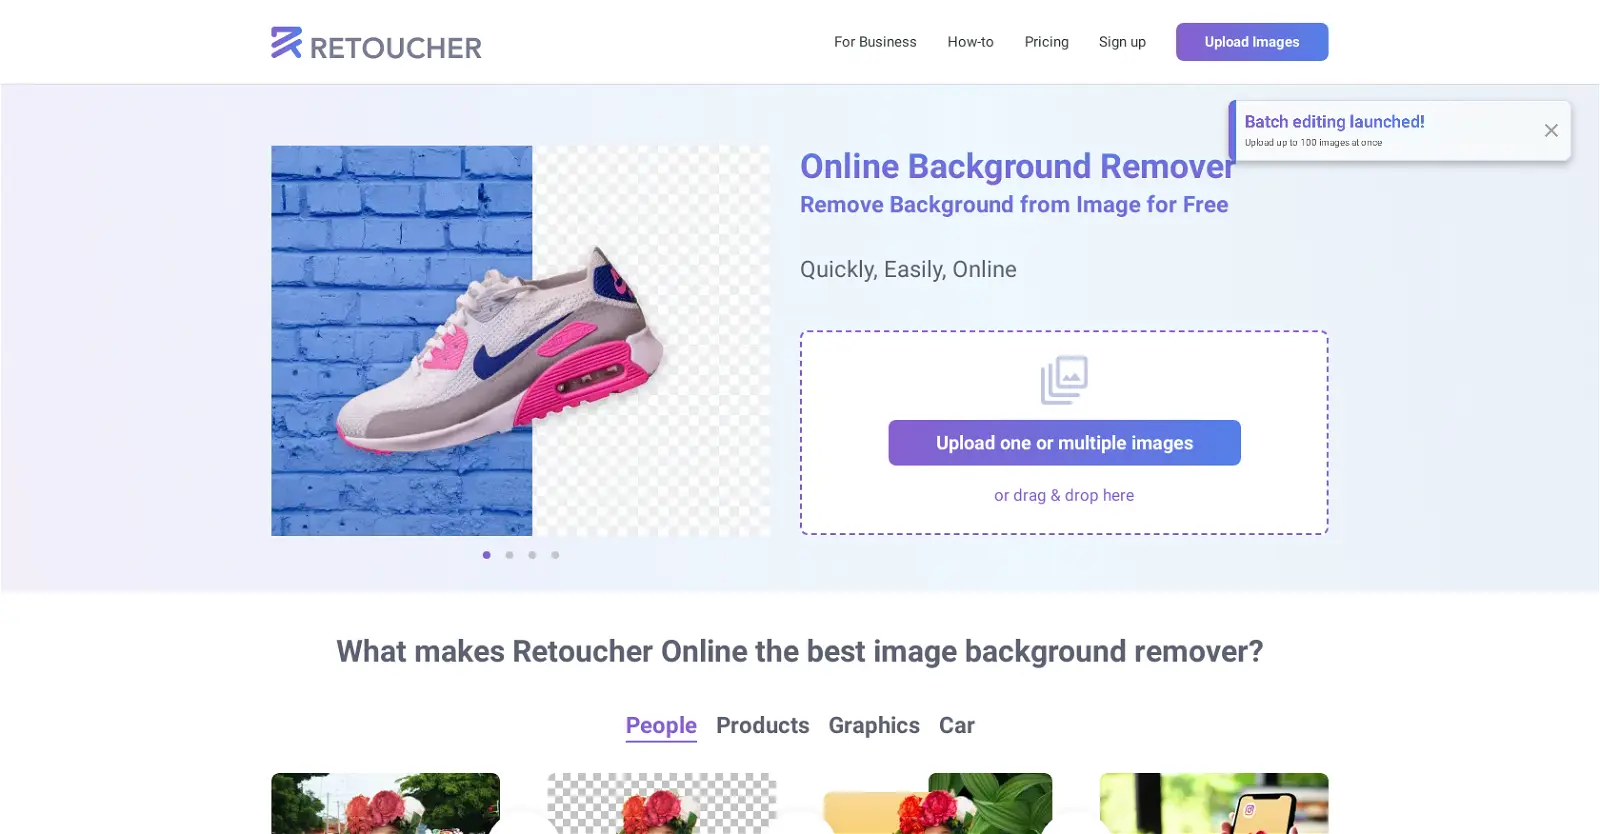 RETOUCHER
For Business
How-to
Pricing
Sign up
Upload Images
Batch editing launched!
Upload up to 100 images at once
Online Background Remover
Remove Background from Image for Free
Quickly, Easily, Online
Upload one or multiple images
or drag & drop here
What makes Retoucher Online the best image background remover?
People
Products
Graphics
Car